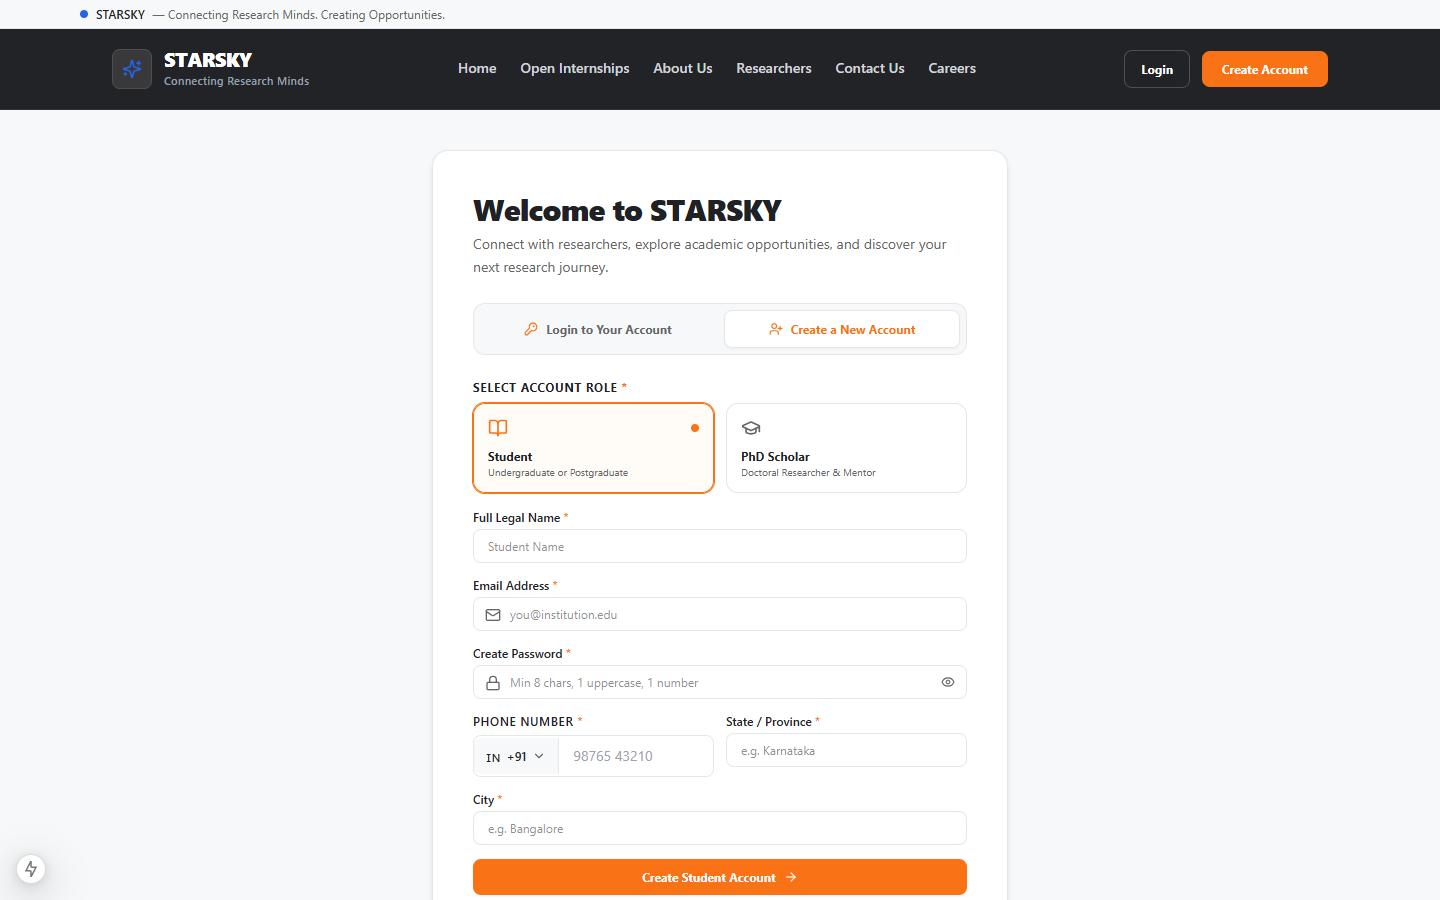 STARSKY — Connecting Research Minds. Creating Opportunities.
STARSKY
Connecting Research Minds
Home
Open Internships
About Us
Researchers
Contact Us
Careers
Login
Create Account
Welcome to STARSKY
Connect with researchers, explore academic opportunities, and discover your
next research journey.
Login to Your Account
Create a New Account
SELECT ACCOUNT ROLE *
Student
Undergraduate or Postgraduate
PhD Scholar
Doctoral Researcher & Mentor
Full Legal Name *
Student Name
Email Address *
you@institution.edu
Create Password *
Min 8 chars, 1 uppercase, 1 number
PHONE NUMBER *
IN +91
98765 43210
State / Province *
e.g. Karnataka
City *
e.g. Bangalore
Create Student Account →